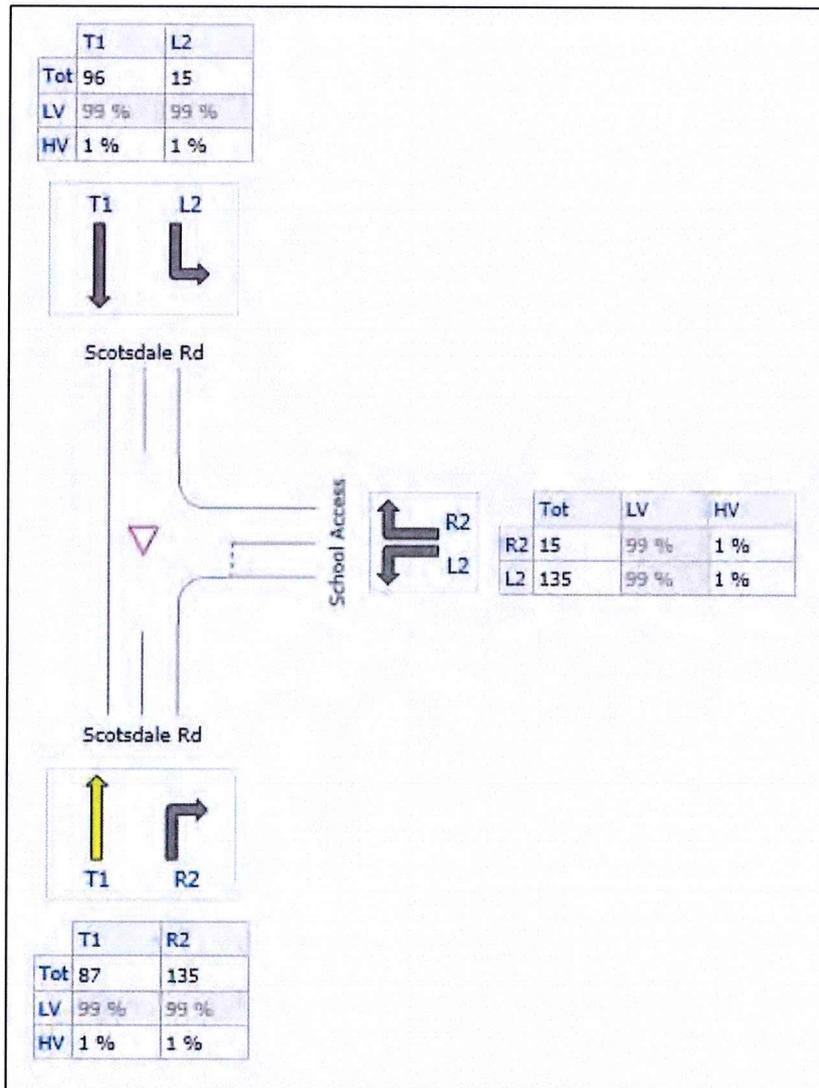 T1 L2
Tot 96 15
LV 99 % 99 %
HV 1 % 1 %
T1 L2
Scotsdale Rd
School Access
R2
L2
Tot LV HV
R2 15 99 % 1 %
L2 135 99 % 1 %
Scotsdale Rd
T1 R2
T1 R2
Tot 87 135
LV 99 % 99 %
HV 1 % 1 %